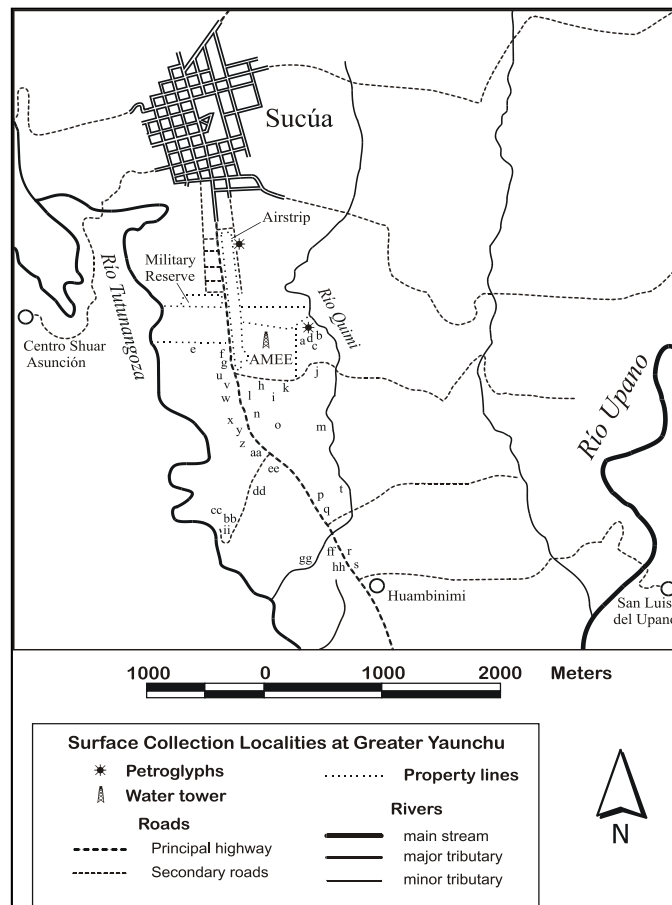 Sucúa
Airstrip
Military
Reserve
Río Tutunangoza
Río Quimi
Centro Shuar
Asunción
AMEE
a
d
b
c
e
f
g
j
u
v
h
k
w
l
i
n
x
y
o
m
z
aa
ee
dd
p
t
q
cc
bb
ii
gg
ff
r
hh
s
Río Upano
Huambinimi
San Luis
del Upano
1000 0 1000 2000 Meters
Surface Collection Localities at Greater Yaunchu
Petroglyphs
Property lines
Water tower
Roads
Rivers
Principal highway
main stream
Secondary roads
major tributary
minor tributary
N